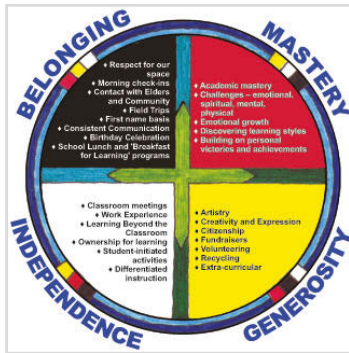 BELONGING
MASTERY
♦ Respect for our
space
♦ Morning check-ins
♦ Contact with Elders
and Community
♦ Field Trips
♦ First name basis
♦ Consistent Communication
♦ Birthday Celebration
♦ School Lunch and 'Breakfast
for Learning' programs
♦ Academic mastery
♦ Challenges – emotional,
spiritual, mental,
physical
♦ Emotional growth
♦ Discovering learning styles
♦ Building on personal
victories and achievements
♦ Classroom meetings
♦ Work Experience
♦ Learning Beyond the
Classroom
♦ Ownership for learning
♦ Student-initiated
activities
♦ Differentiated
instruction
♦ Artistry
♦ Creativity and Expression
♦ Citizenship
♦ Fundraisers
♦ Volunteering
♦ Recycling
♦ Extra-curricular
INDEPENDENCE
GENEROSITY